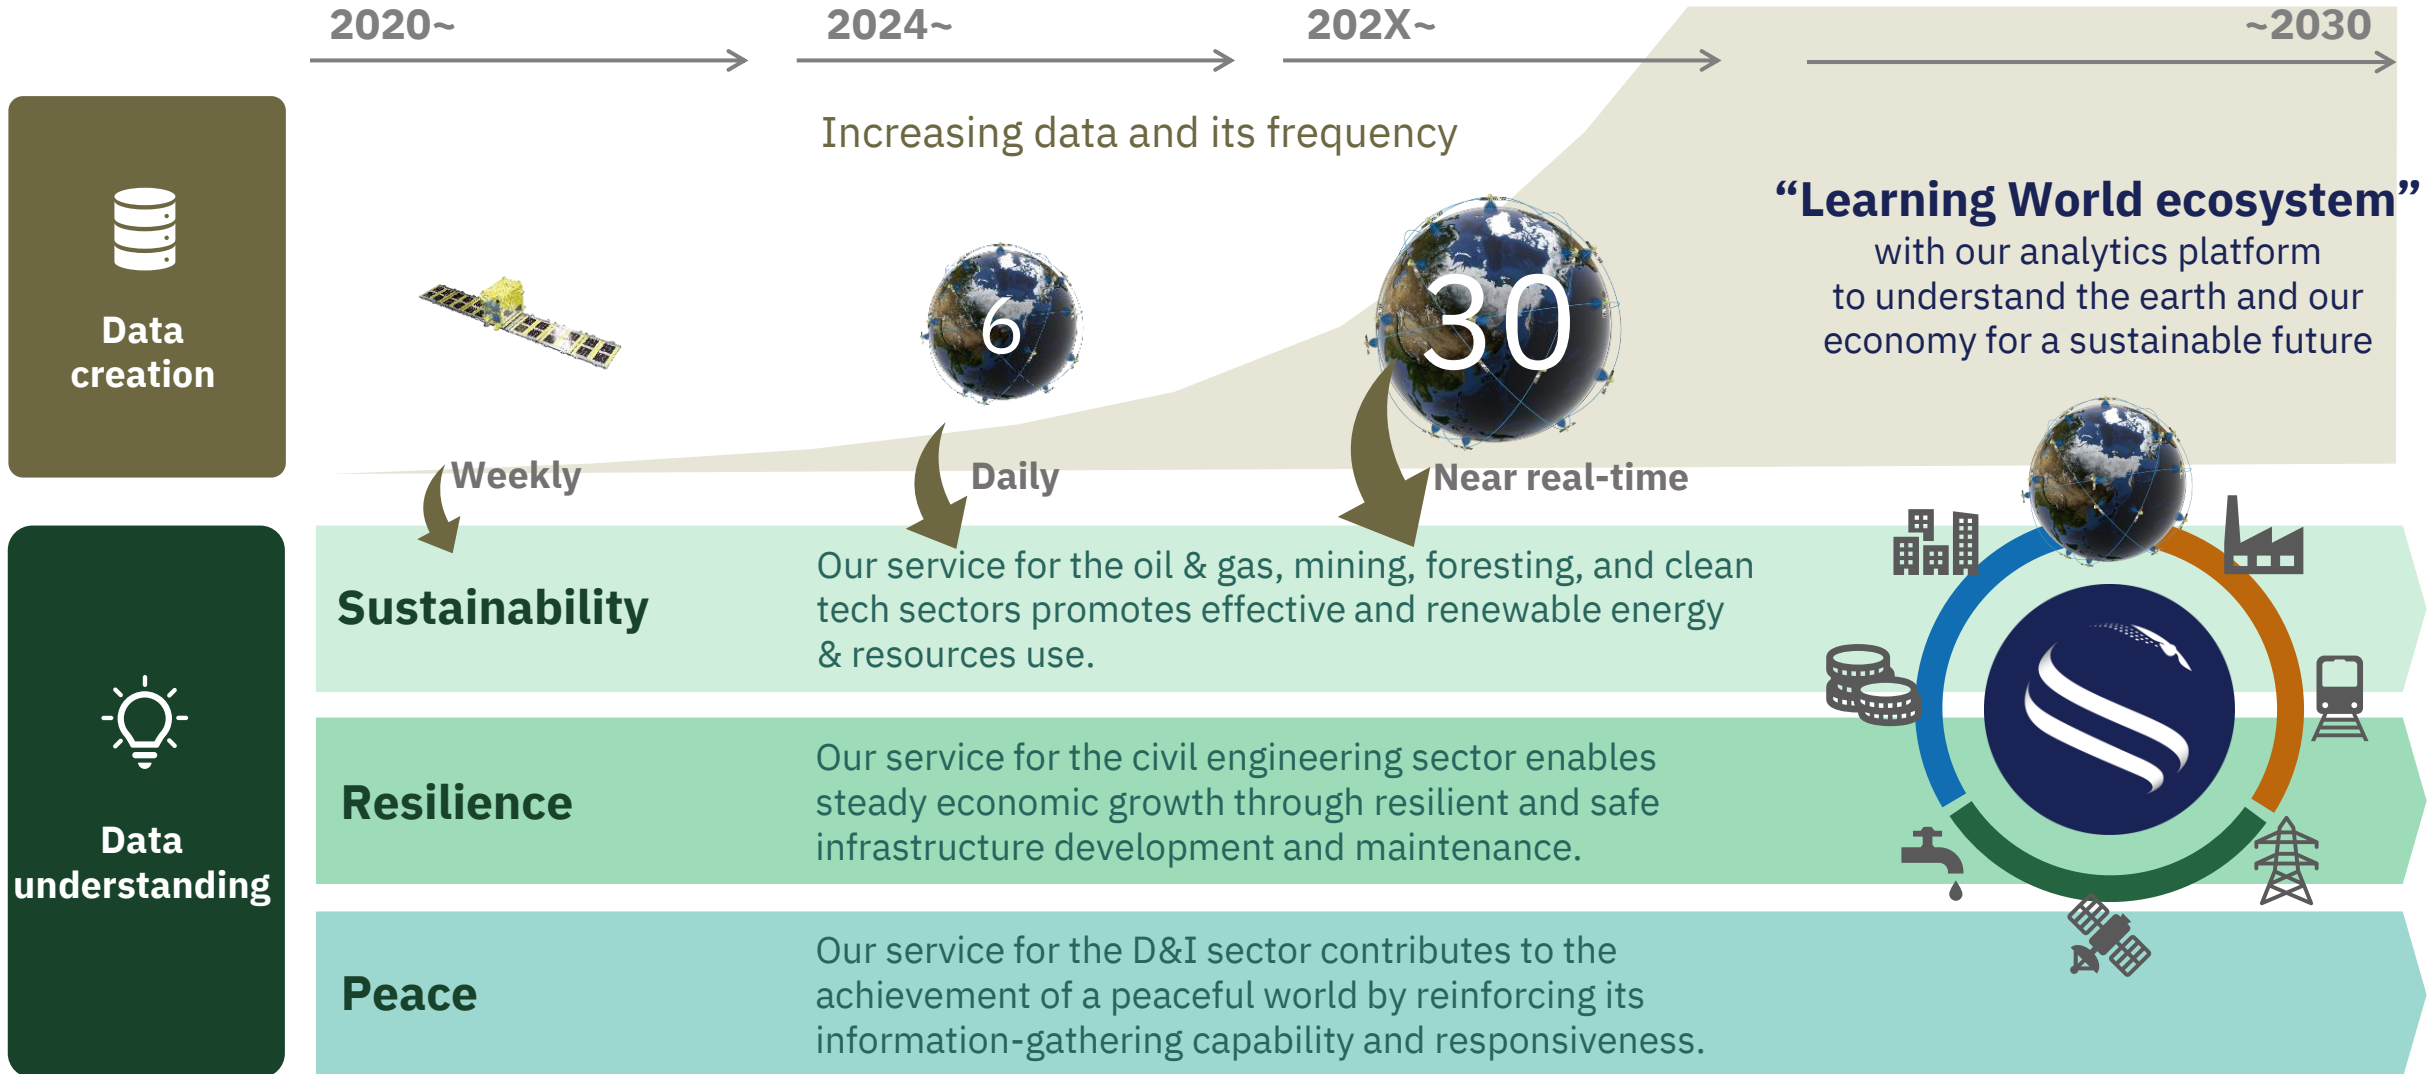 2020~
2024~
202X~
~2030
Increasing data and its frequency
Data
creation
6
30
“Learning World ecosystem”
with our analytics platform
to understand the earth and our
economy for a sustainable future
Weekly
Daily
Near real-time
Data
understanding
Sustainability
Our service for the oil & gas, mining, foresting, and clean
tech sectors promotes effective and renewable energy
& resources use.
Resilience
Our service for the civil engineering sector enables
steady economic growth through resilient and safe
infrastructure development and maintenance.
Peace
Our service for the D&I sector contributes to the
achievement of a peaceful world by reinforcing its
information-gathering capability and responsiveness.